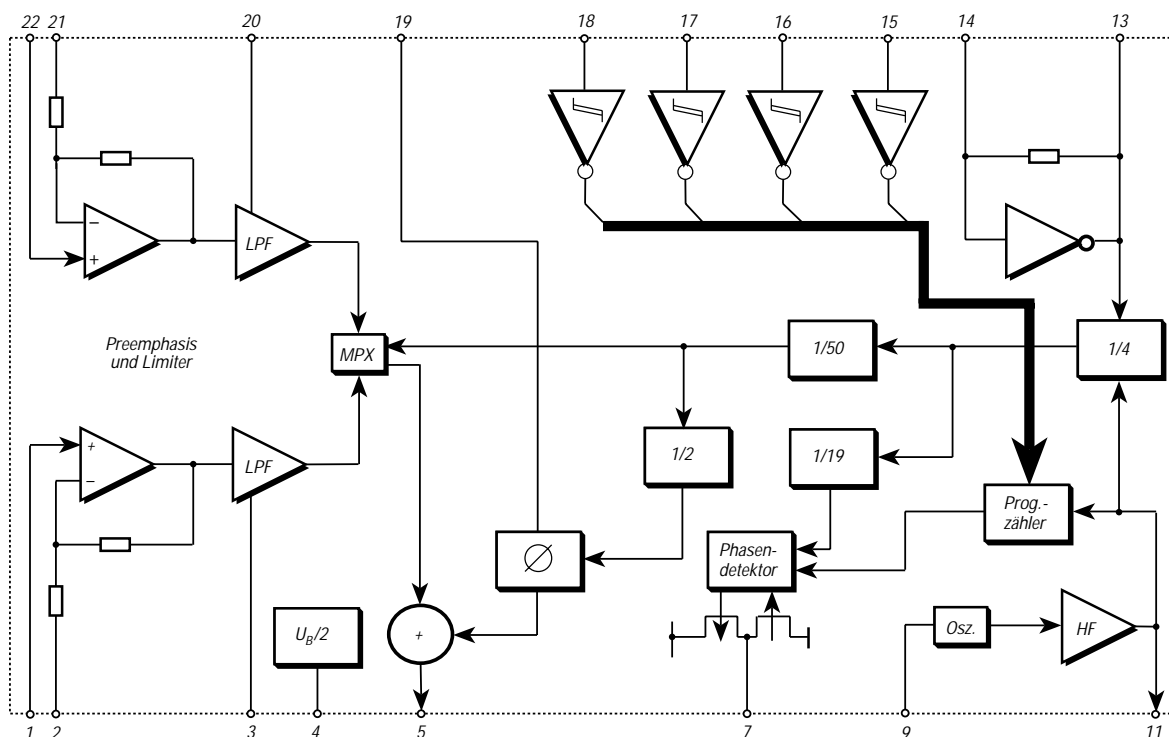 22 21 20 19 18 17 16 15 14 13
−
+
LPF
Preemphasis
und Limiter
MPX
1/50
1/4
+
−
LPF
1/2
1/19
Prog.-
zähler
∅
Phasen-
detektor
UB/2
+
Osz.
HF
1 2 3 4 5 7 9 11